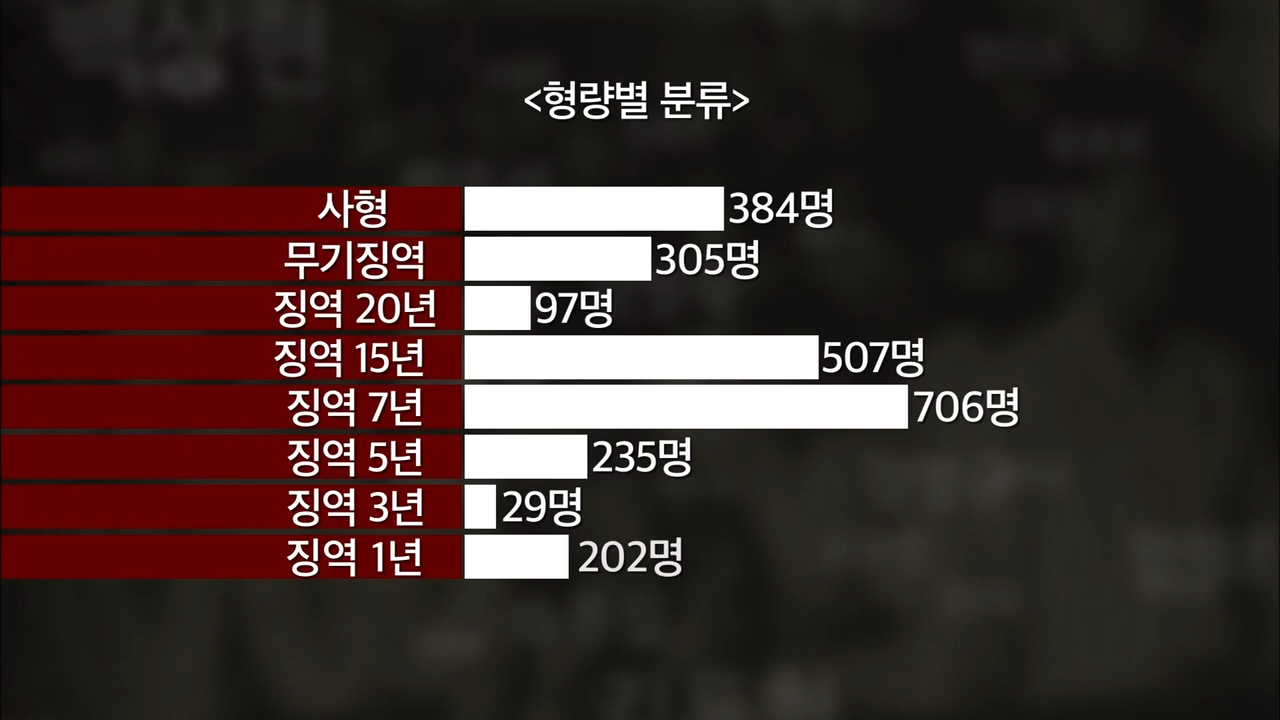 <형량별 분류>
사형 384명
무기징역 305명
징역 20년 97명
징역 15년 507명
징역 7년 706명
징역 5년 235명
징역 3년 29명
징역 1년 202명